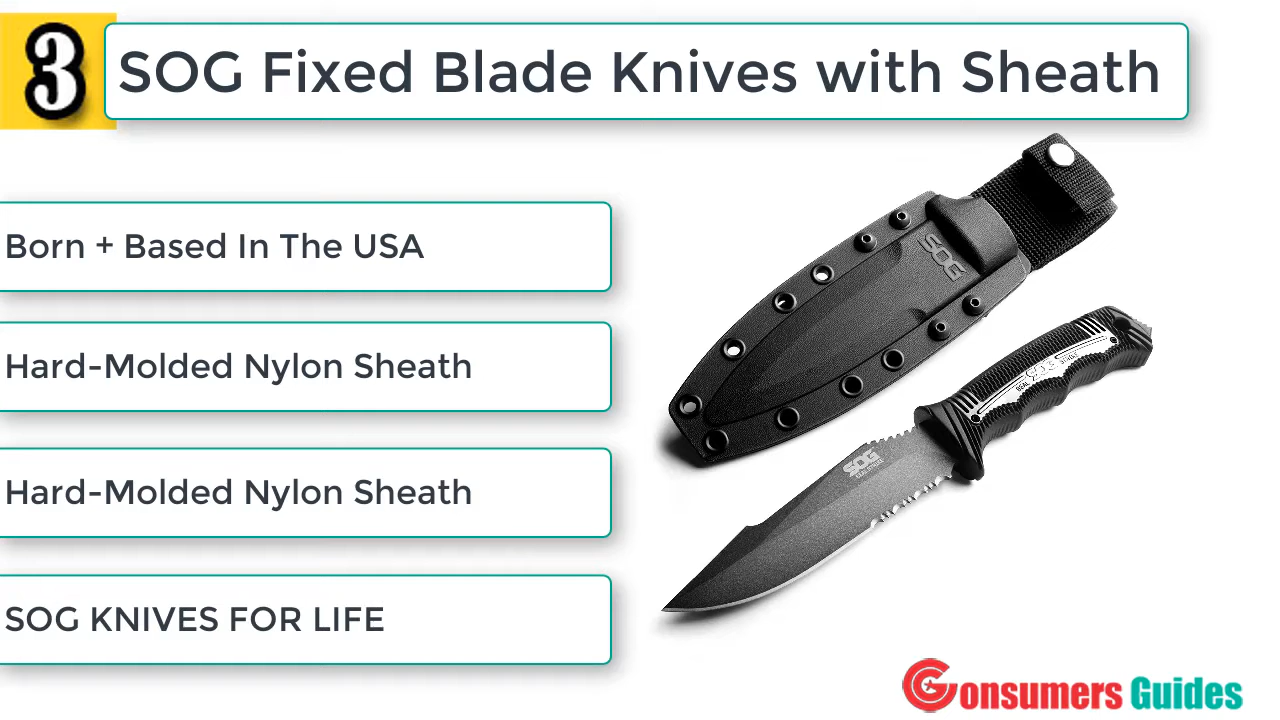 3
SOG Fixed Blade Knives with Sheath
Born + Based In The USA
Hard-Molded Nylon Sheath
Hard-Molded Nylon Sheath
SOG KNIVES FOR LIFE
SOG
SOG
Consumers Guides